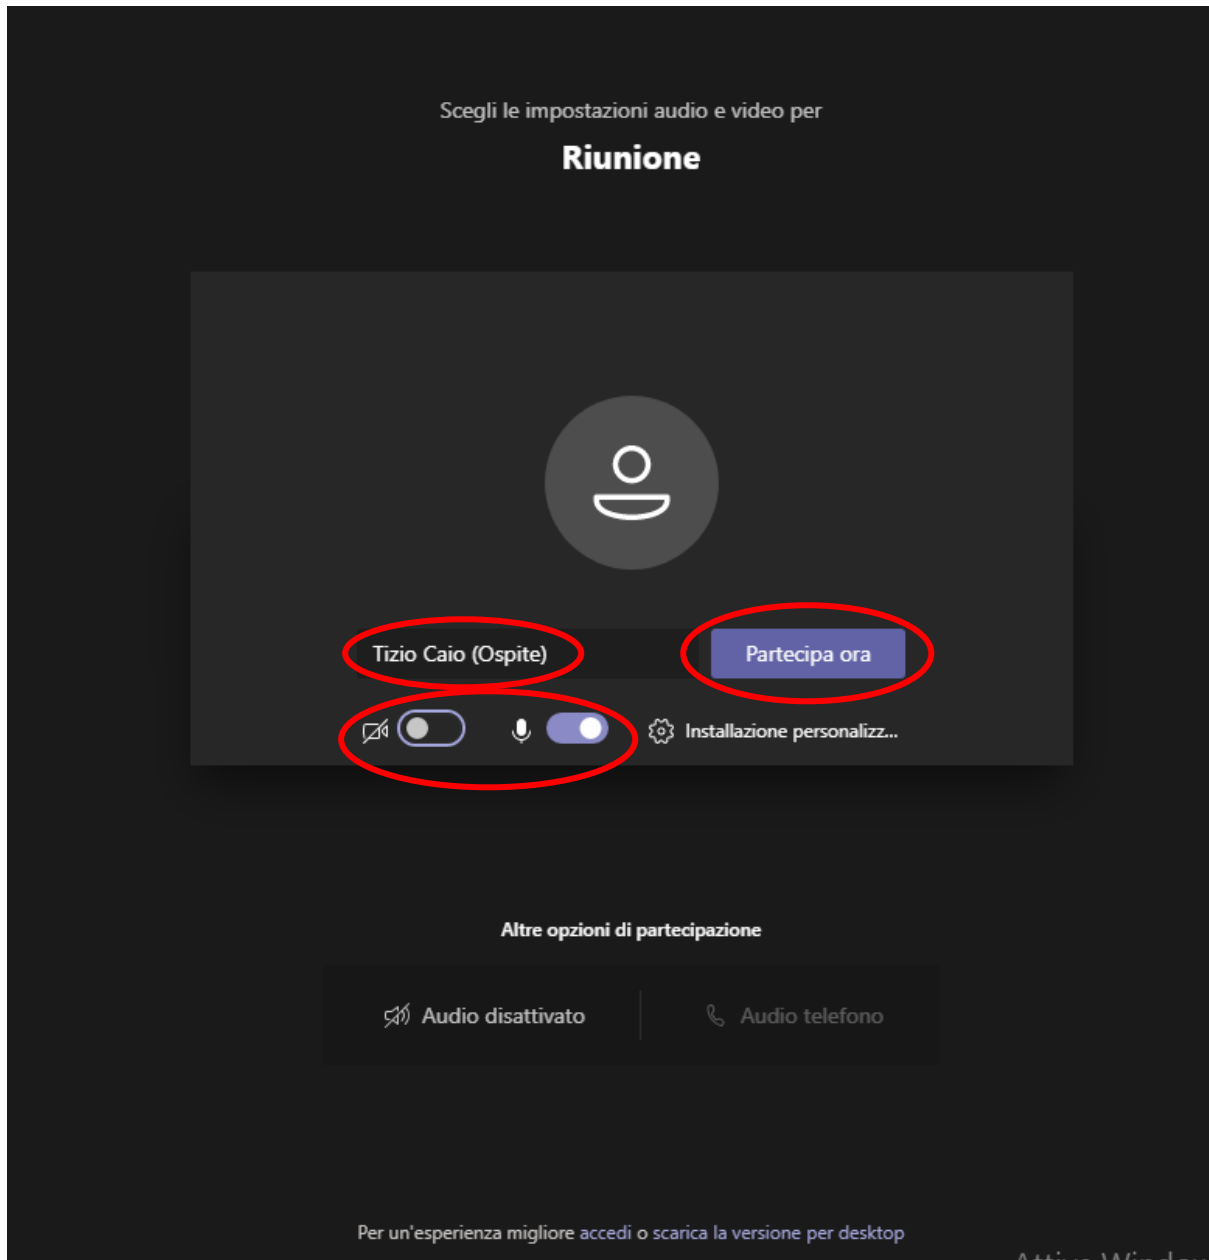 Scegli le impostazioni audio e video per
Riunione
Tizio Caio (Ospite)
Partecipa ora
Installazione personalizz...
Altre opzioni di partecipazione
Audio disattivato
Audio telefono
Per un'esperienza migliore accedi o scarica la versione per desktop